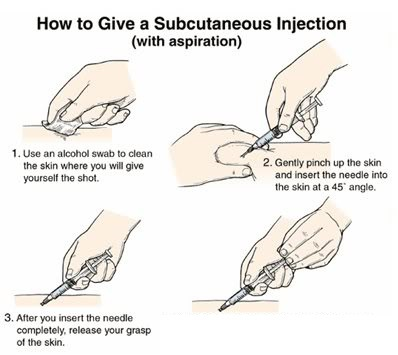 How to Give a Subcutaneous Injection
(with aspiration)
1. Use an alcohol swab to clean
the skin where you will give
yourself the shot.
2. Gently pinch up the skin
and insert the needle into
the skin at a 45° angle.
3. After you insert the needle
completely, release your grasp
of the skin.